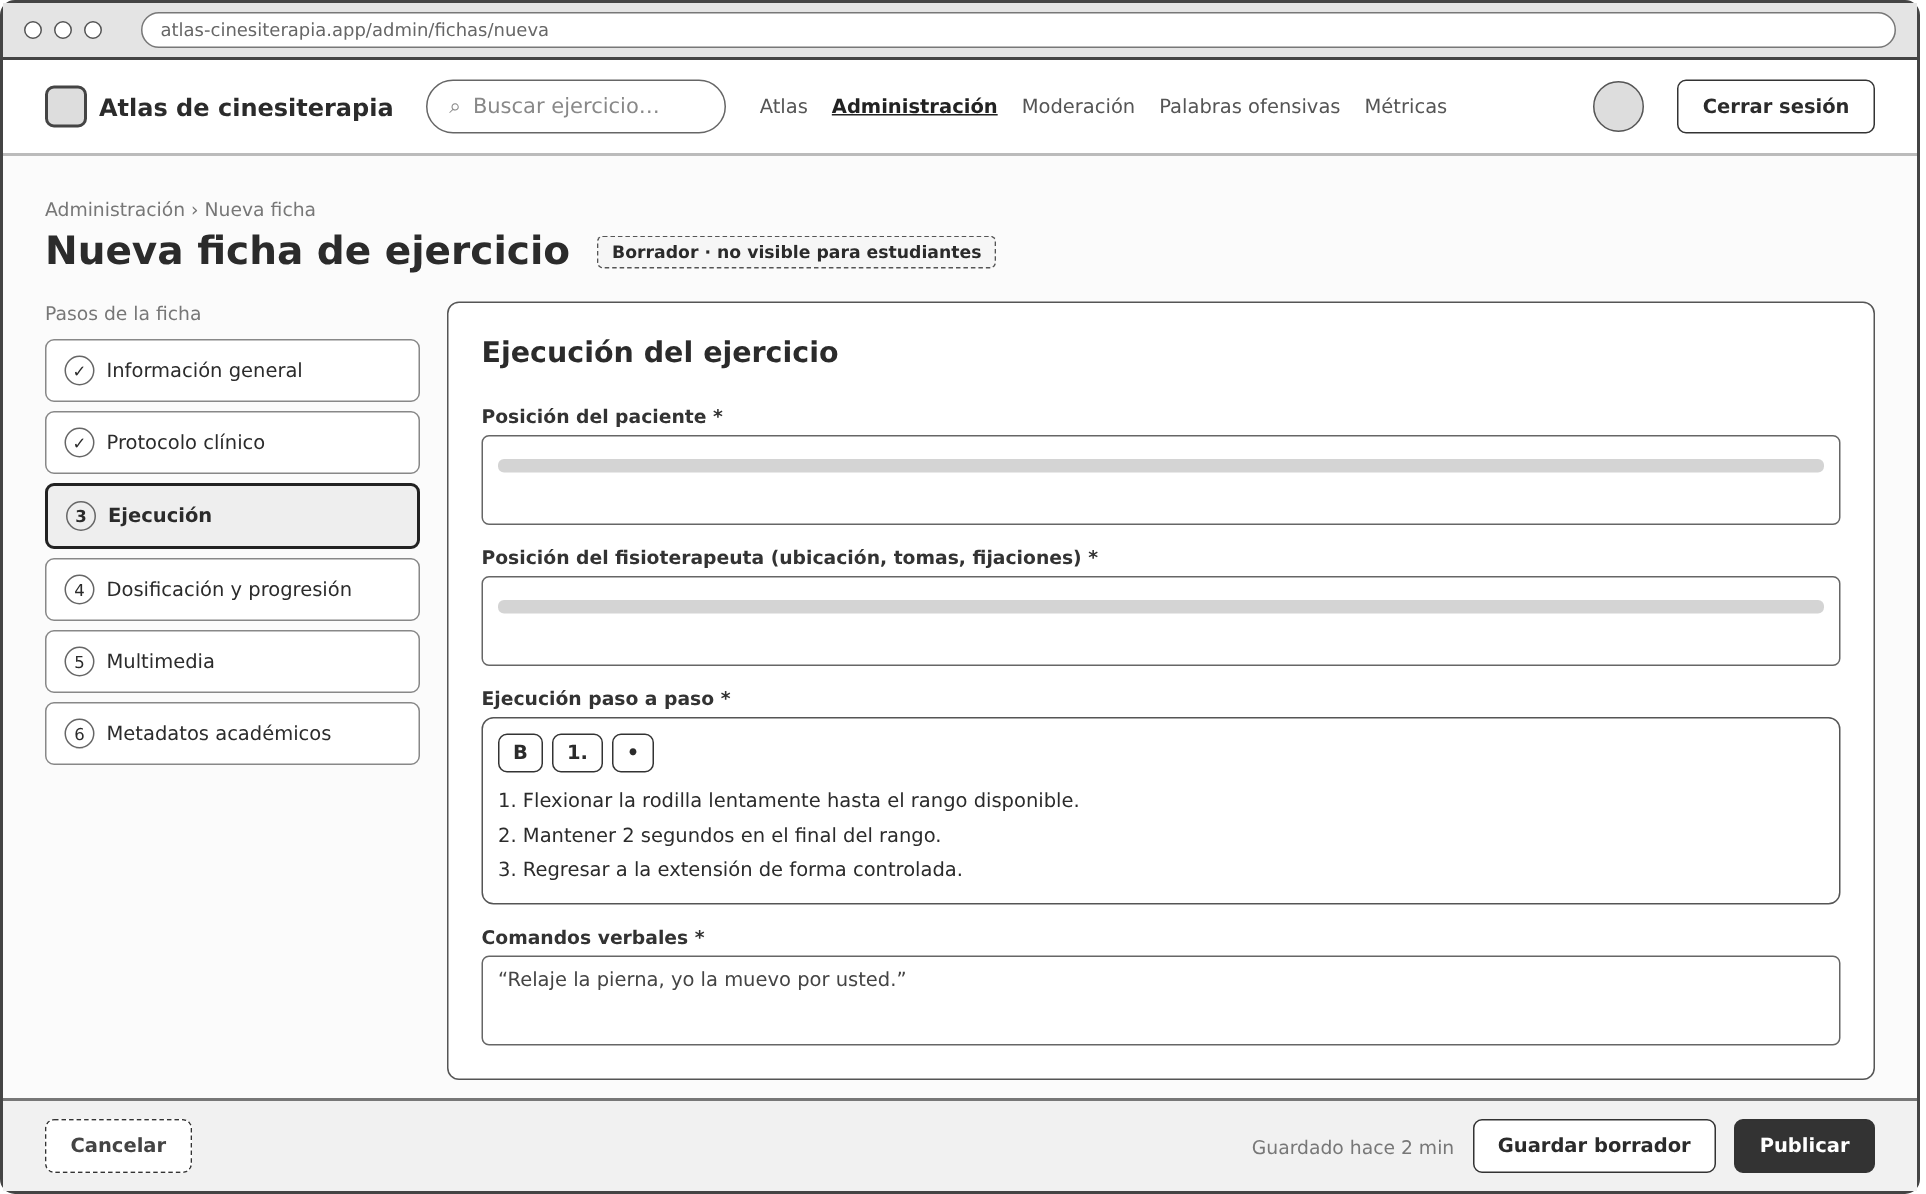 atlas-cinesiterapia.app/admin/fichas/nueva
Atlas de cinesiterapia
Buscar ejercicio...
Atlas
Administración
Moderación
Palabras ofensivas
Métricas
Cerrar sesión
Administración › Nueva ficha
Nueva ficha de ejercicio
Borrador · no visible para estudiantes
Pasos de la ficha
✓ Información general
✓ Protocolo clínico
3 Ejecución
4 Dosificación y progresión
5 Multimedia
6 Metadatos académicos
Ejecución del ejercicio
Posición del paciente *
Posición del fisioterapeuta (ubicación, tomas, fijaciones) *
Ejecución paso a paso *
B 1. •
1. Flexionar la rodilla lentamente hasta el rango disponible.
2. Mantener 2 segundos en el final del rango.
3. Regresar a la extensión de forma controlada.
Comandos verbales *
“Relaje la pierna, yo la muevo por usted.”
Cancelar
Guardado hace 2 min
Guardar borrador
Publicar